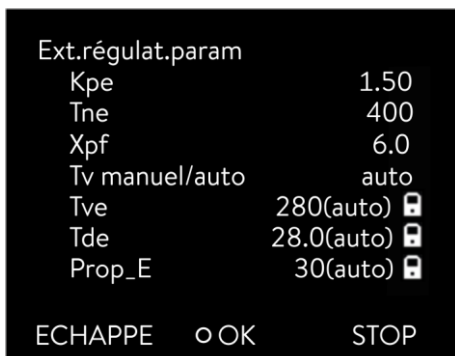 Ext.régulat.param
Kpe 1.50
Tne 400
Xpf 6.0
Tv manuel/auto auto
Tve 280(auto)
Tde 28.0(auto)
Prop_E 30(auto)
ECHAPPE OK STOP